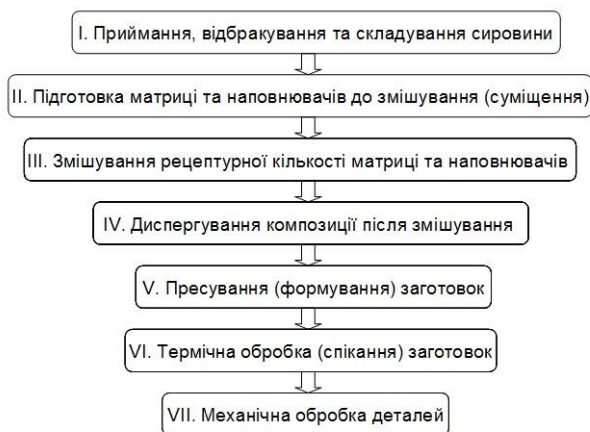 I. Приймання, відбракування та складування сировини
II. Підготовка матриці та наповнювачів до змішування (суміщення)
III. Змішування рецептурної кількості матриці та наповнювачів
IV. Диспергування композиції після змішування
V. Пресування (формування) заготовок
VI. Термічна обробка (спікання) заготовок
VII. Механічна обробка деталей